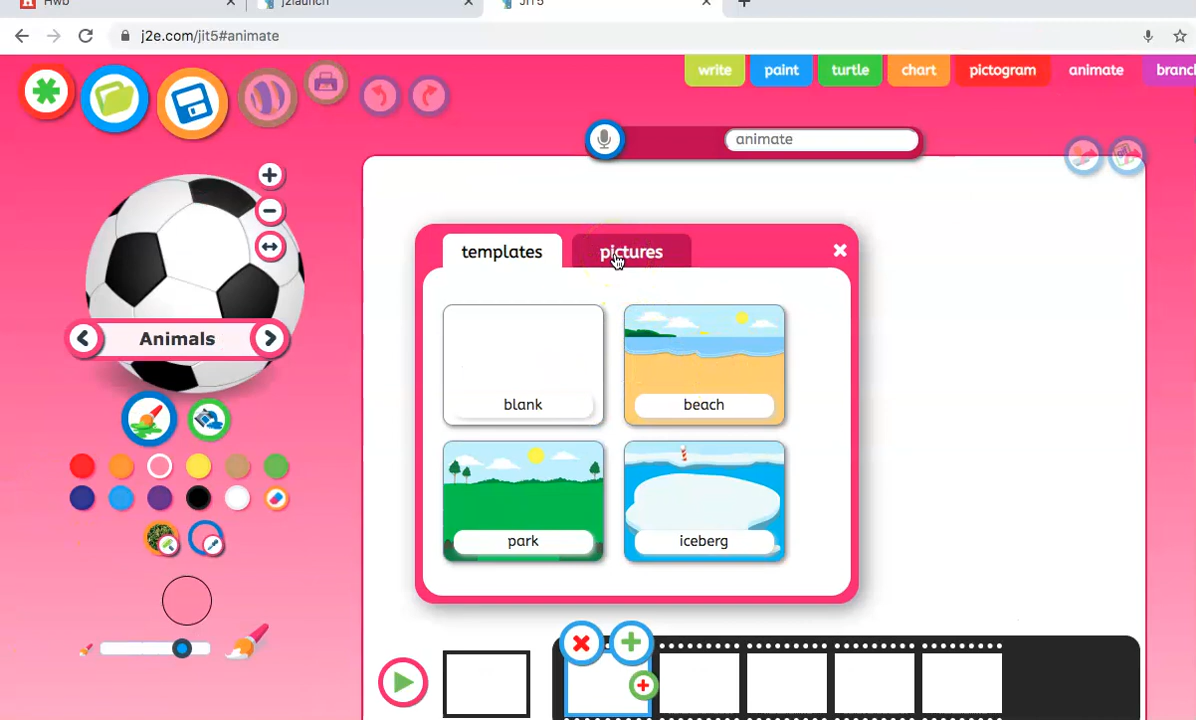 Hwb
j2launch
JIT5
j2e.com/jit5#animate
write
paint
turtle
chart
pictogram
animate
branch
animate
templates
pictures
Animals
blank
beach
park
iceberg